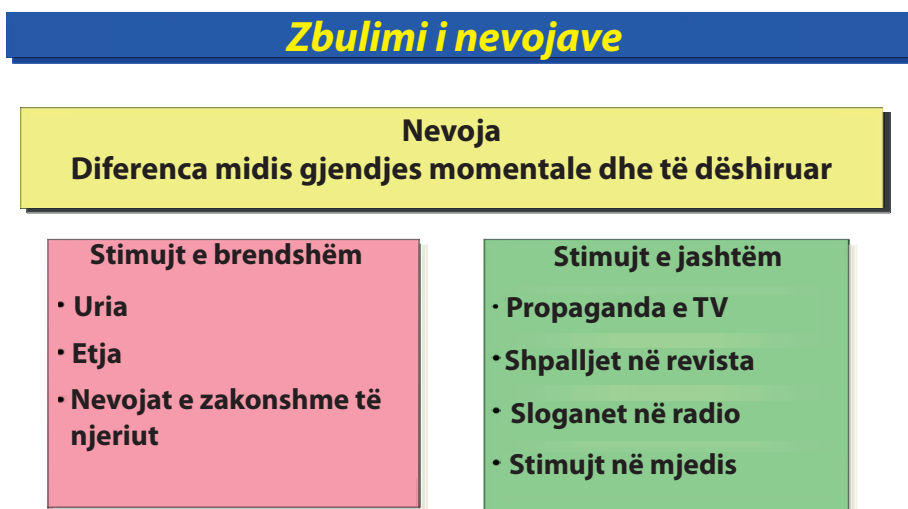 Zbulimi i nevojave
Nevoja
Diferenca midis gjendjes momentale dhe të dëshiruar
Stimujt e brendshëm
· Uria
· Etja
· Nevojat e zakonshme të
njeriut
Stimujt e jashtëm
· Propaganda e TV
· Shpalljet në revista
· Sloganet në radio
· Stimujt në mjedis